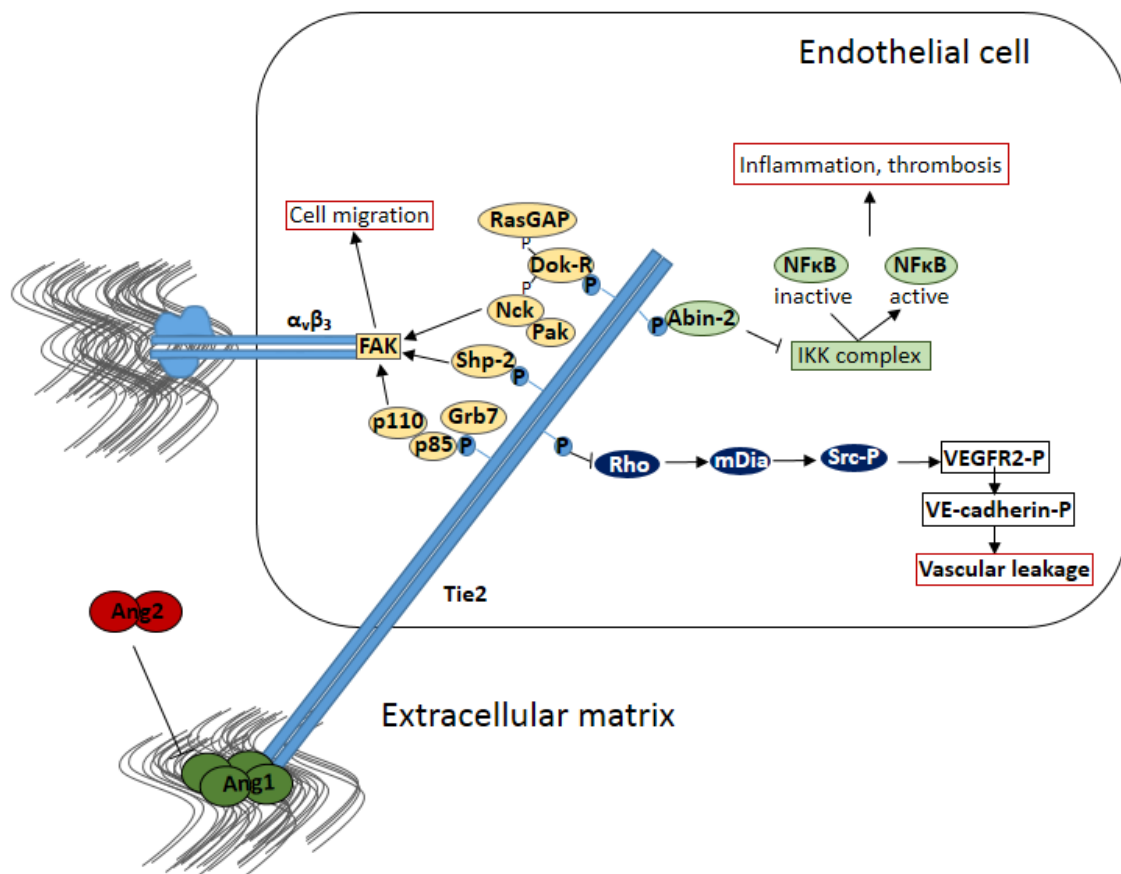 Endothelial cell
Inflammation, thrombosis
Cell migration
RasGAP
P
Dok-R
P
P
NFκB
inactive
NFκB
active
Nck
Pak
P
Abin-2
IKK complex
αvβ3
FAK
Shp-2
P
p110
Grb7
p85
P
P
Rho
mDia
Src-P
VEGFR2-P
VE-cadherin-P
Vascular leakage
Tie2
Ang2
Extracellular matrix
Ang1